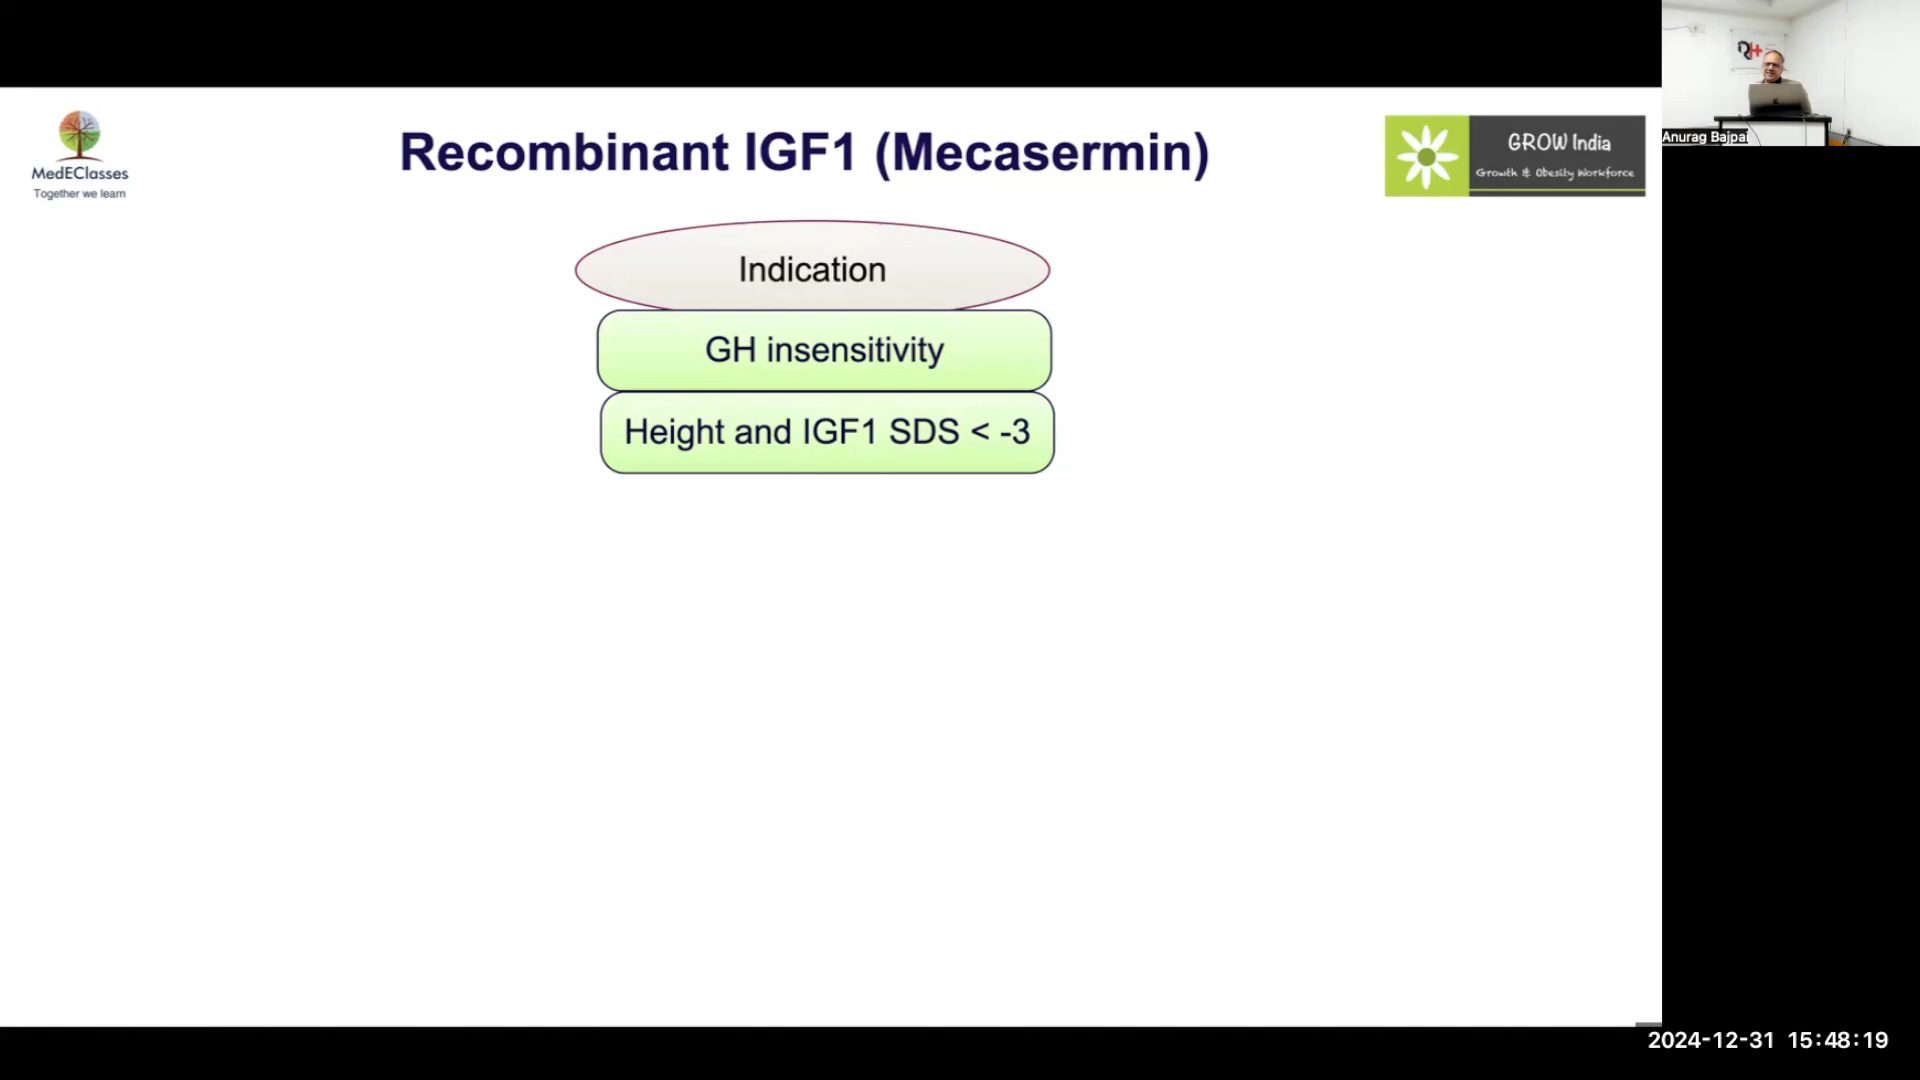 MedEClasses
Together we learn
Recombinant IGF1 (Mecasermin)
GROW India
Growth & Obesity Workforce
Indication
GH insensitivity
Height and IGF1 SDS < -3
Anurag Bajpai
2024-12-31 15:48:19